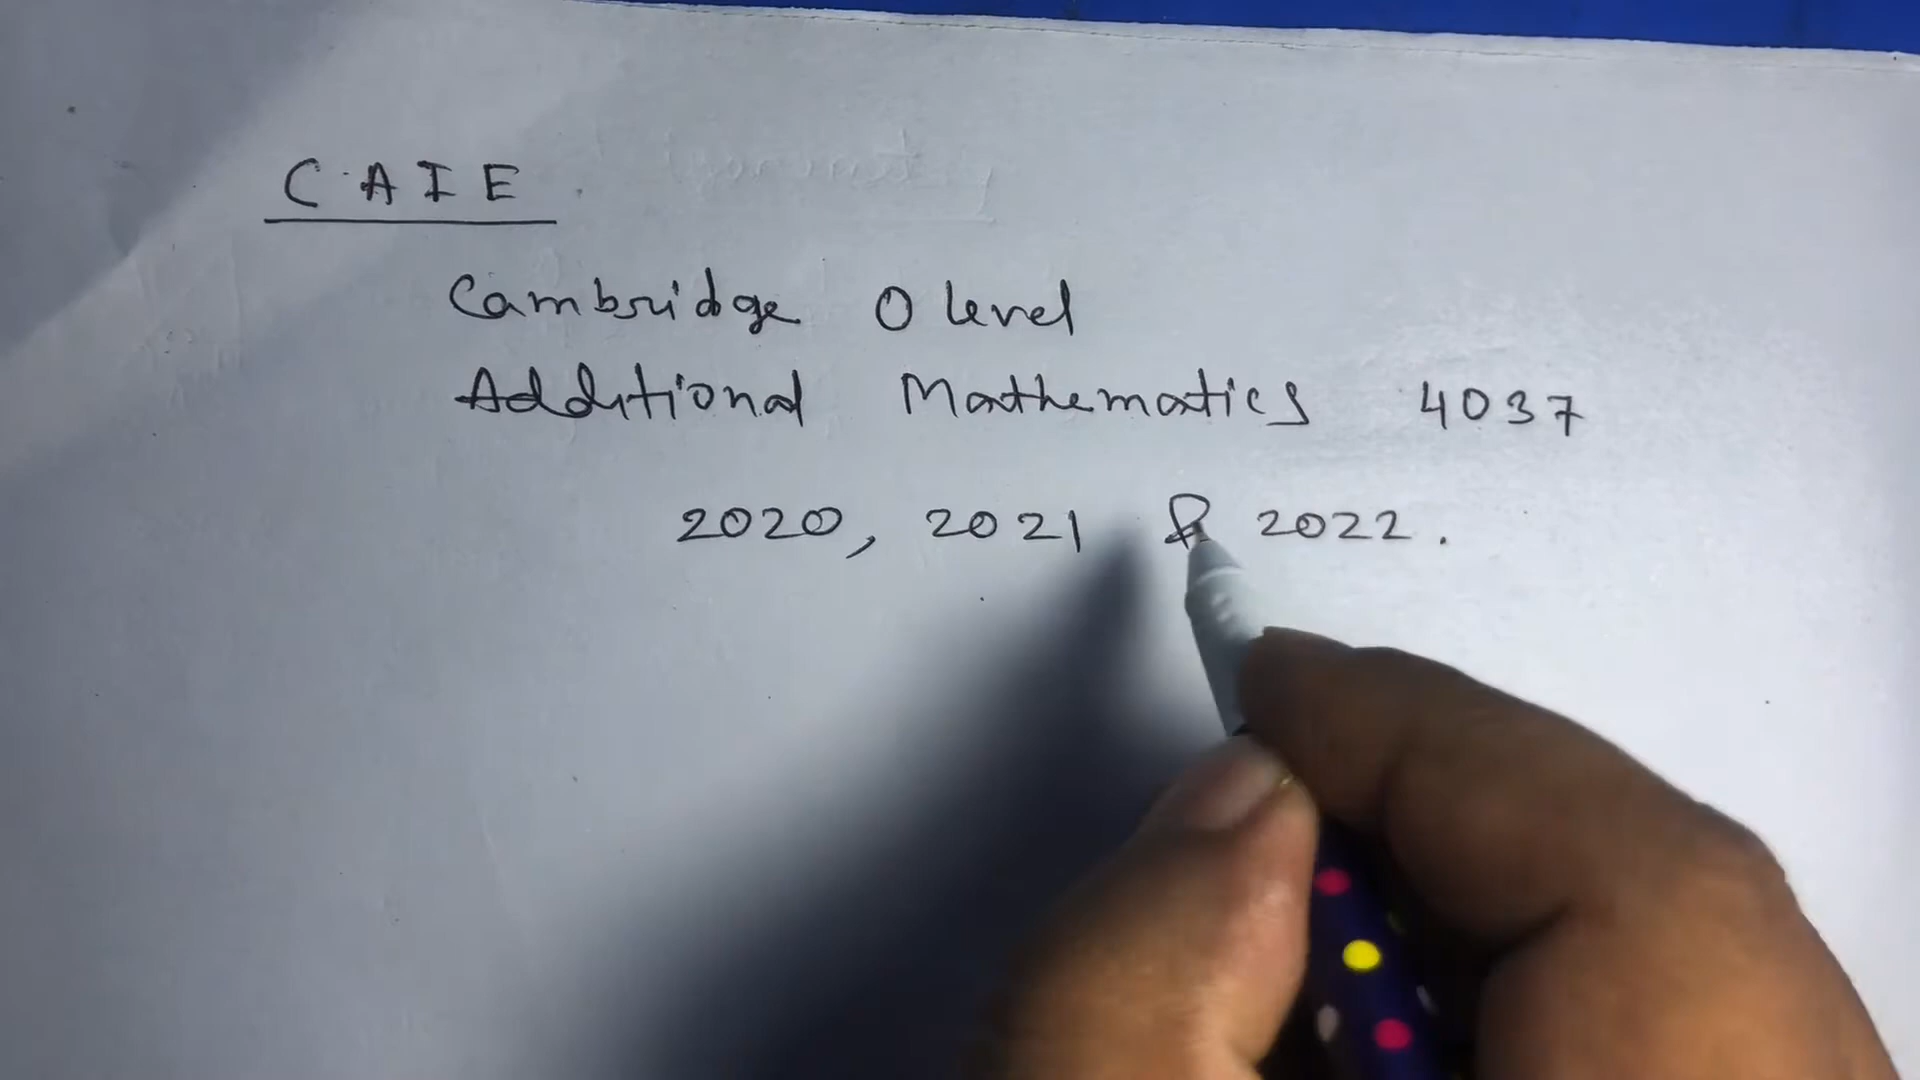 CAIE
Cambridge O level
Additional Mathematics 4037
2020, 2021 & 2022.